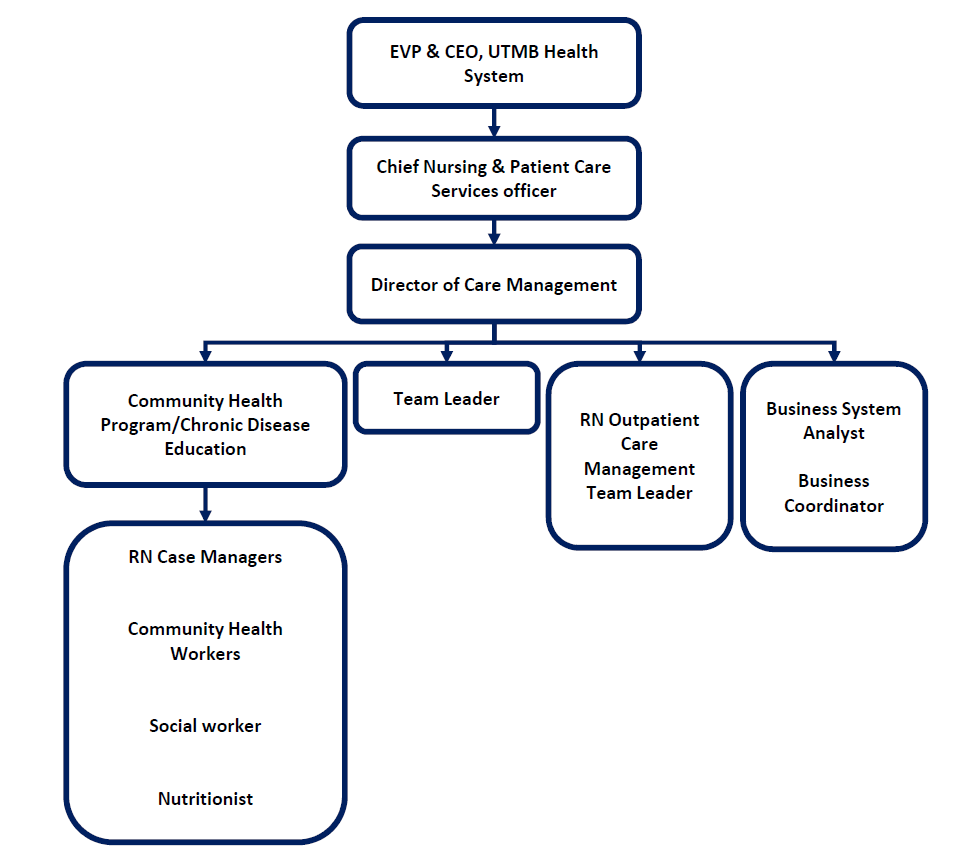 EVP & CEO, UTMB Health
System
Chief Nursing & Patient Care
Services officer
Director of Care Management
Community Health
Program/Chronic Disease
Education
Team Leader
RN Outpatient
Care
Management
Team Leader
Business System
Analyst
Business
Coordinator
RN Case Managers
Community Health
Workers
Social worker
Nutritionist